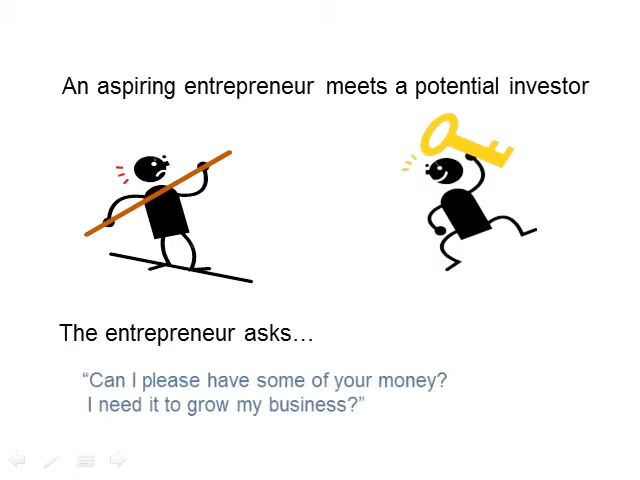 An aspiring entrepreneur meets a potential investor
The entrepreneur asks…
“Can I please have some of your money?
I need it to grow my business?”